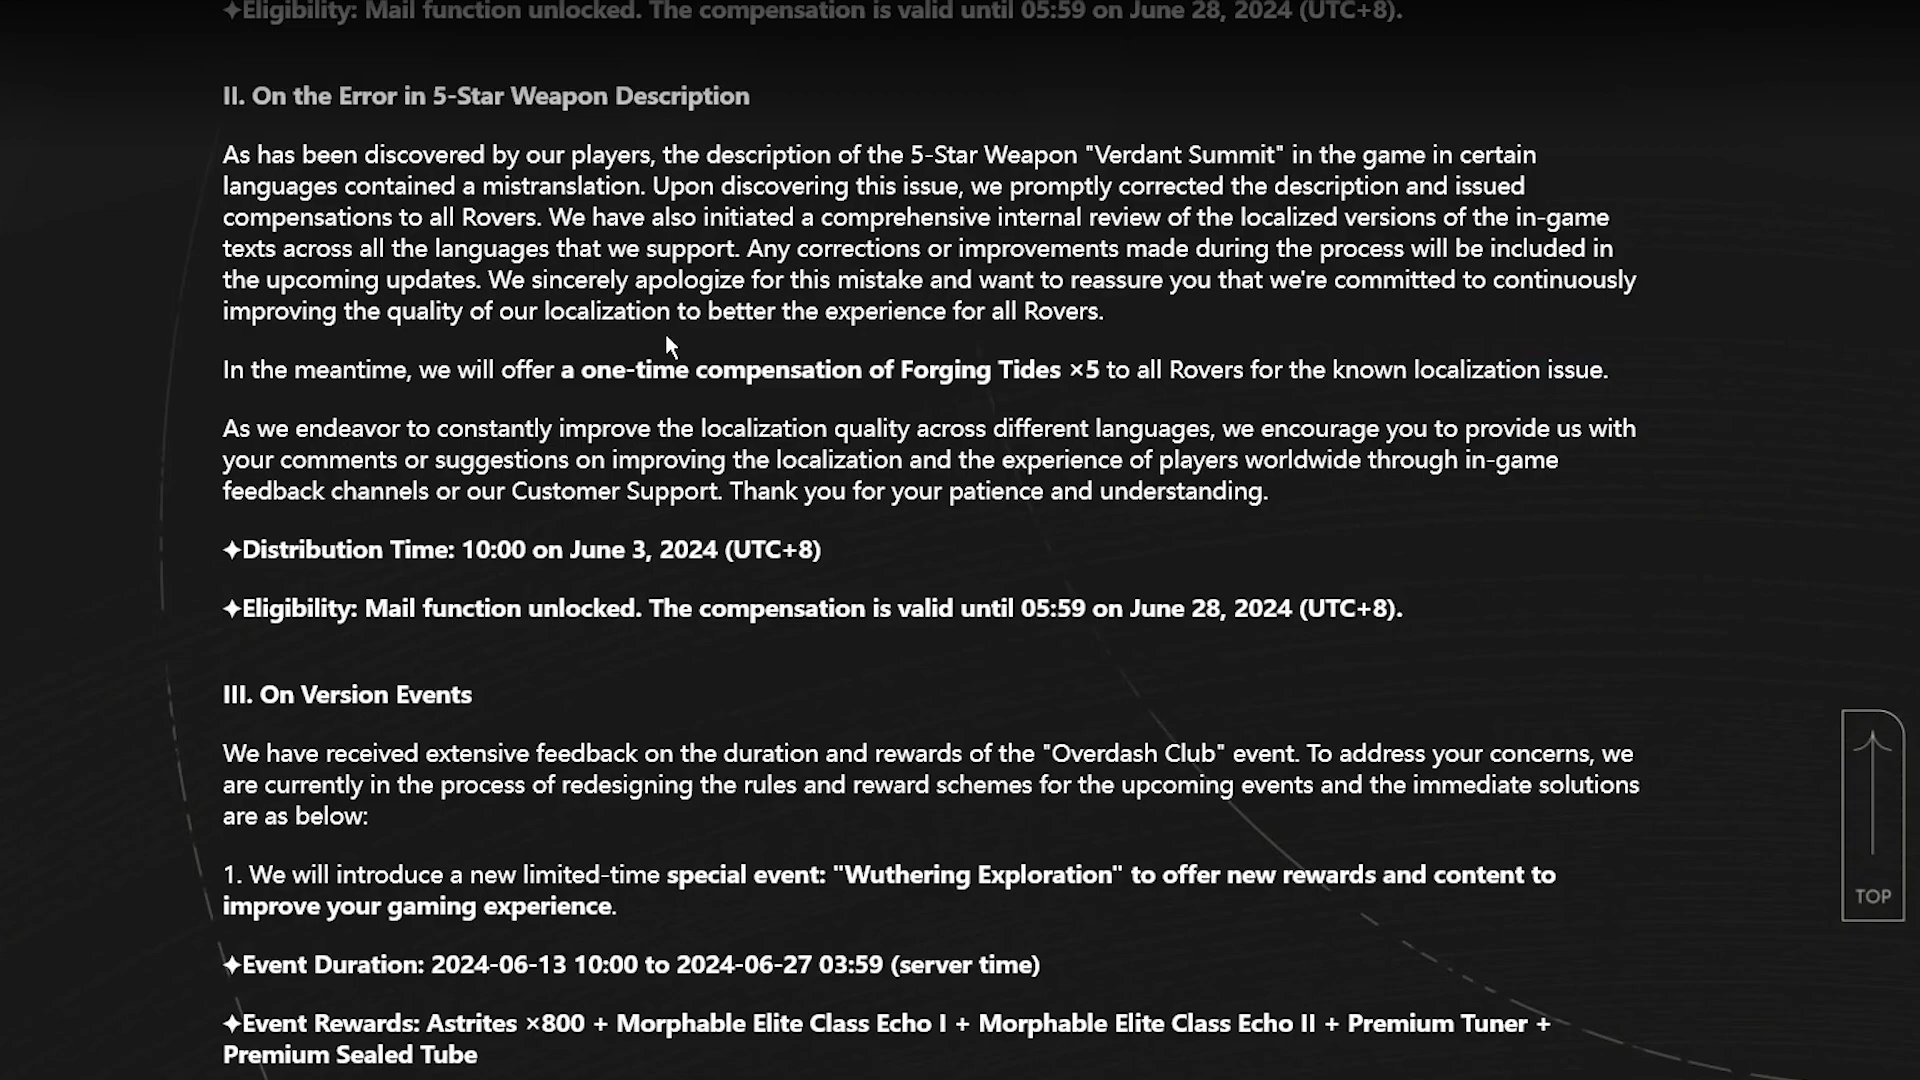 ✦Eligibility: Mail function unlocked. The compensation is valid until 05:59 on June 28, 2024 (UTC+8).
II. On the Error in 5-Star Weapon Description
As has been discovered by our players, the description of the 5-Star Weapon "Verdant Summit" in the game in certain
languages contained a mistranslation. Upon discovering this issue, we promptly corrected the description and issued
compensations to all Rovers. We have also initiated a comprehensive internal review of the localized versions of the in-game
texts across all the languages that we support. Any corrections or improvements made during the process will be included in
the upcoming updates. We sincerely apologize for this mistake and want to reassure you that we're committed to continuously
improving the quality of our localization to better the experience for all Rovers.
In the meantime, we will offer a one-time compensation of Forging Tides ×5 to all Rovers for the known localization issue.
As we endeavor to constantly improve the localization quality across different languages, we encourage you to provide us with
your comments or suggestions on improving the localization and the experience of players worldwide through in-game
feedback channels or our Customer Support. Thank you for your patience and understanding.
✦Distribution Time: 10:00 on June 3, 2024 (UTC+8)
✦Eligibility: Mail function unlocked. The compensation is valid until 05:59 on June 28, 2024 (UTC+8).
III. On Version Events
We have received extensive feedback on the duration and rewards of the "Overdash Club" event. To address your concerns, we
are currently in the process of redesigning the rules and reward schemes for the upcoming events and the immediate solutions
are as below:
1. We will introduce a new limited-time special event: "Wuthering Exploration" to offer new rewards and content to
improve your gaming experience.
✦Event Duration: 2024-06-13 10:00 to 2024-06-27 03:59 (server time)
✦Event Rewards: Astrites ×800 + Morphable Elite Class Echo I + Morphable Elite Class Echo II + Premium Tuner +
Premium Sealed Tube
TOP